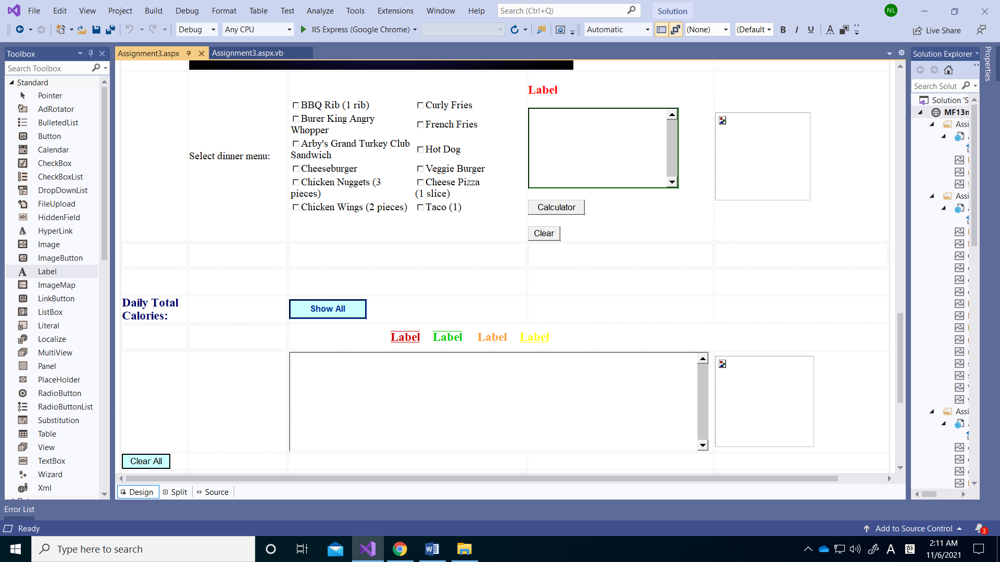 File Edit View Project Build Debug Format Table Test Analyze Tools Extensions Window Help Search (Ctrl+Q) Solution NL
Debug Any CPU IIS Express (Google Chrome) Automatic (None) (Default B I U A Live Share
Toolbox
Search Toolbox
Standard
Pointer
AdRotator
BulletedList
Button
Calendar
CheckBox
CheckBoxList
DropDownList
FileUpload
HiddenField
HyperLink
Image
ImageButton
Label
ImageMap
LinkButton
ListBox
Literal
Localize
MultiView
Panel
PlaceHolder
RadioButton
RadioButtonList
Substitution
Table
View
TextBox
Wizard
Xml
Assignment3.aspx Assignment3.aspx.vb
Select dinner menu:
BBQ Rib (1 rib) Curly Fries
Burer King Angry
Whopper
French Fries
Arby's Grand Turkey Club
Sandwich
Hot Dog
Cheeseburger Veggie Burger
Chicken Nuggets (3
pieces)
Cheese Pizza
(1 slice)
Chicken Wings (2 pieces) Taco (1)
Label
Calculator
Clear
Daily Total
Calories:
Show All
Label Label Label Label
Clear All
Design Split Source
Solution Explorer
Search Solut
Solution 'S
MF13n
Assi
Assi
Assi
Properties
Error List
Ready
Add to Source Control 3
Type here to search
A 한
2:11 AM
11/6/2021